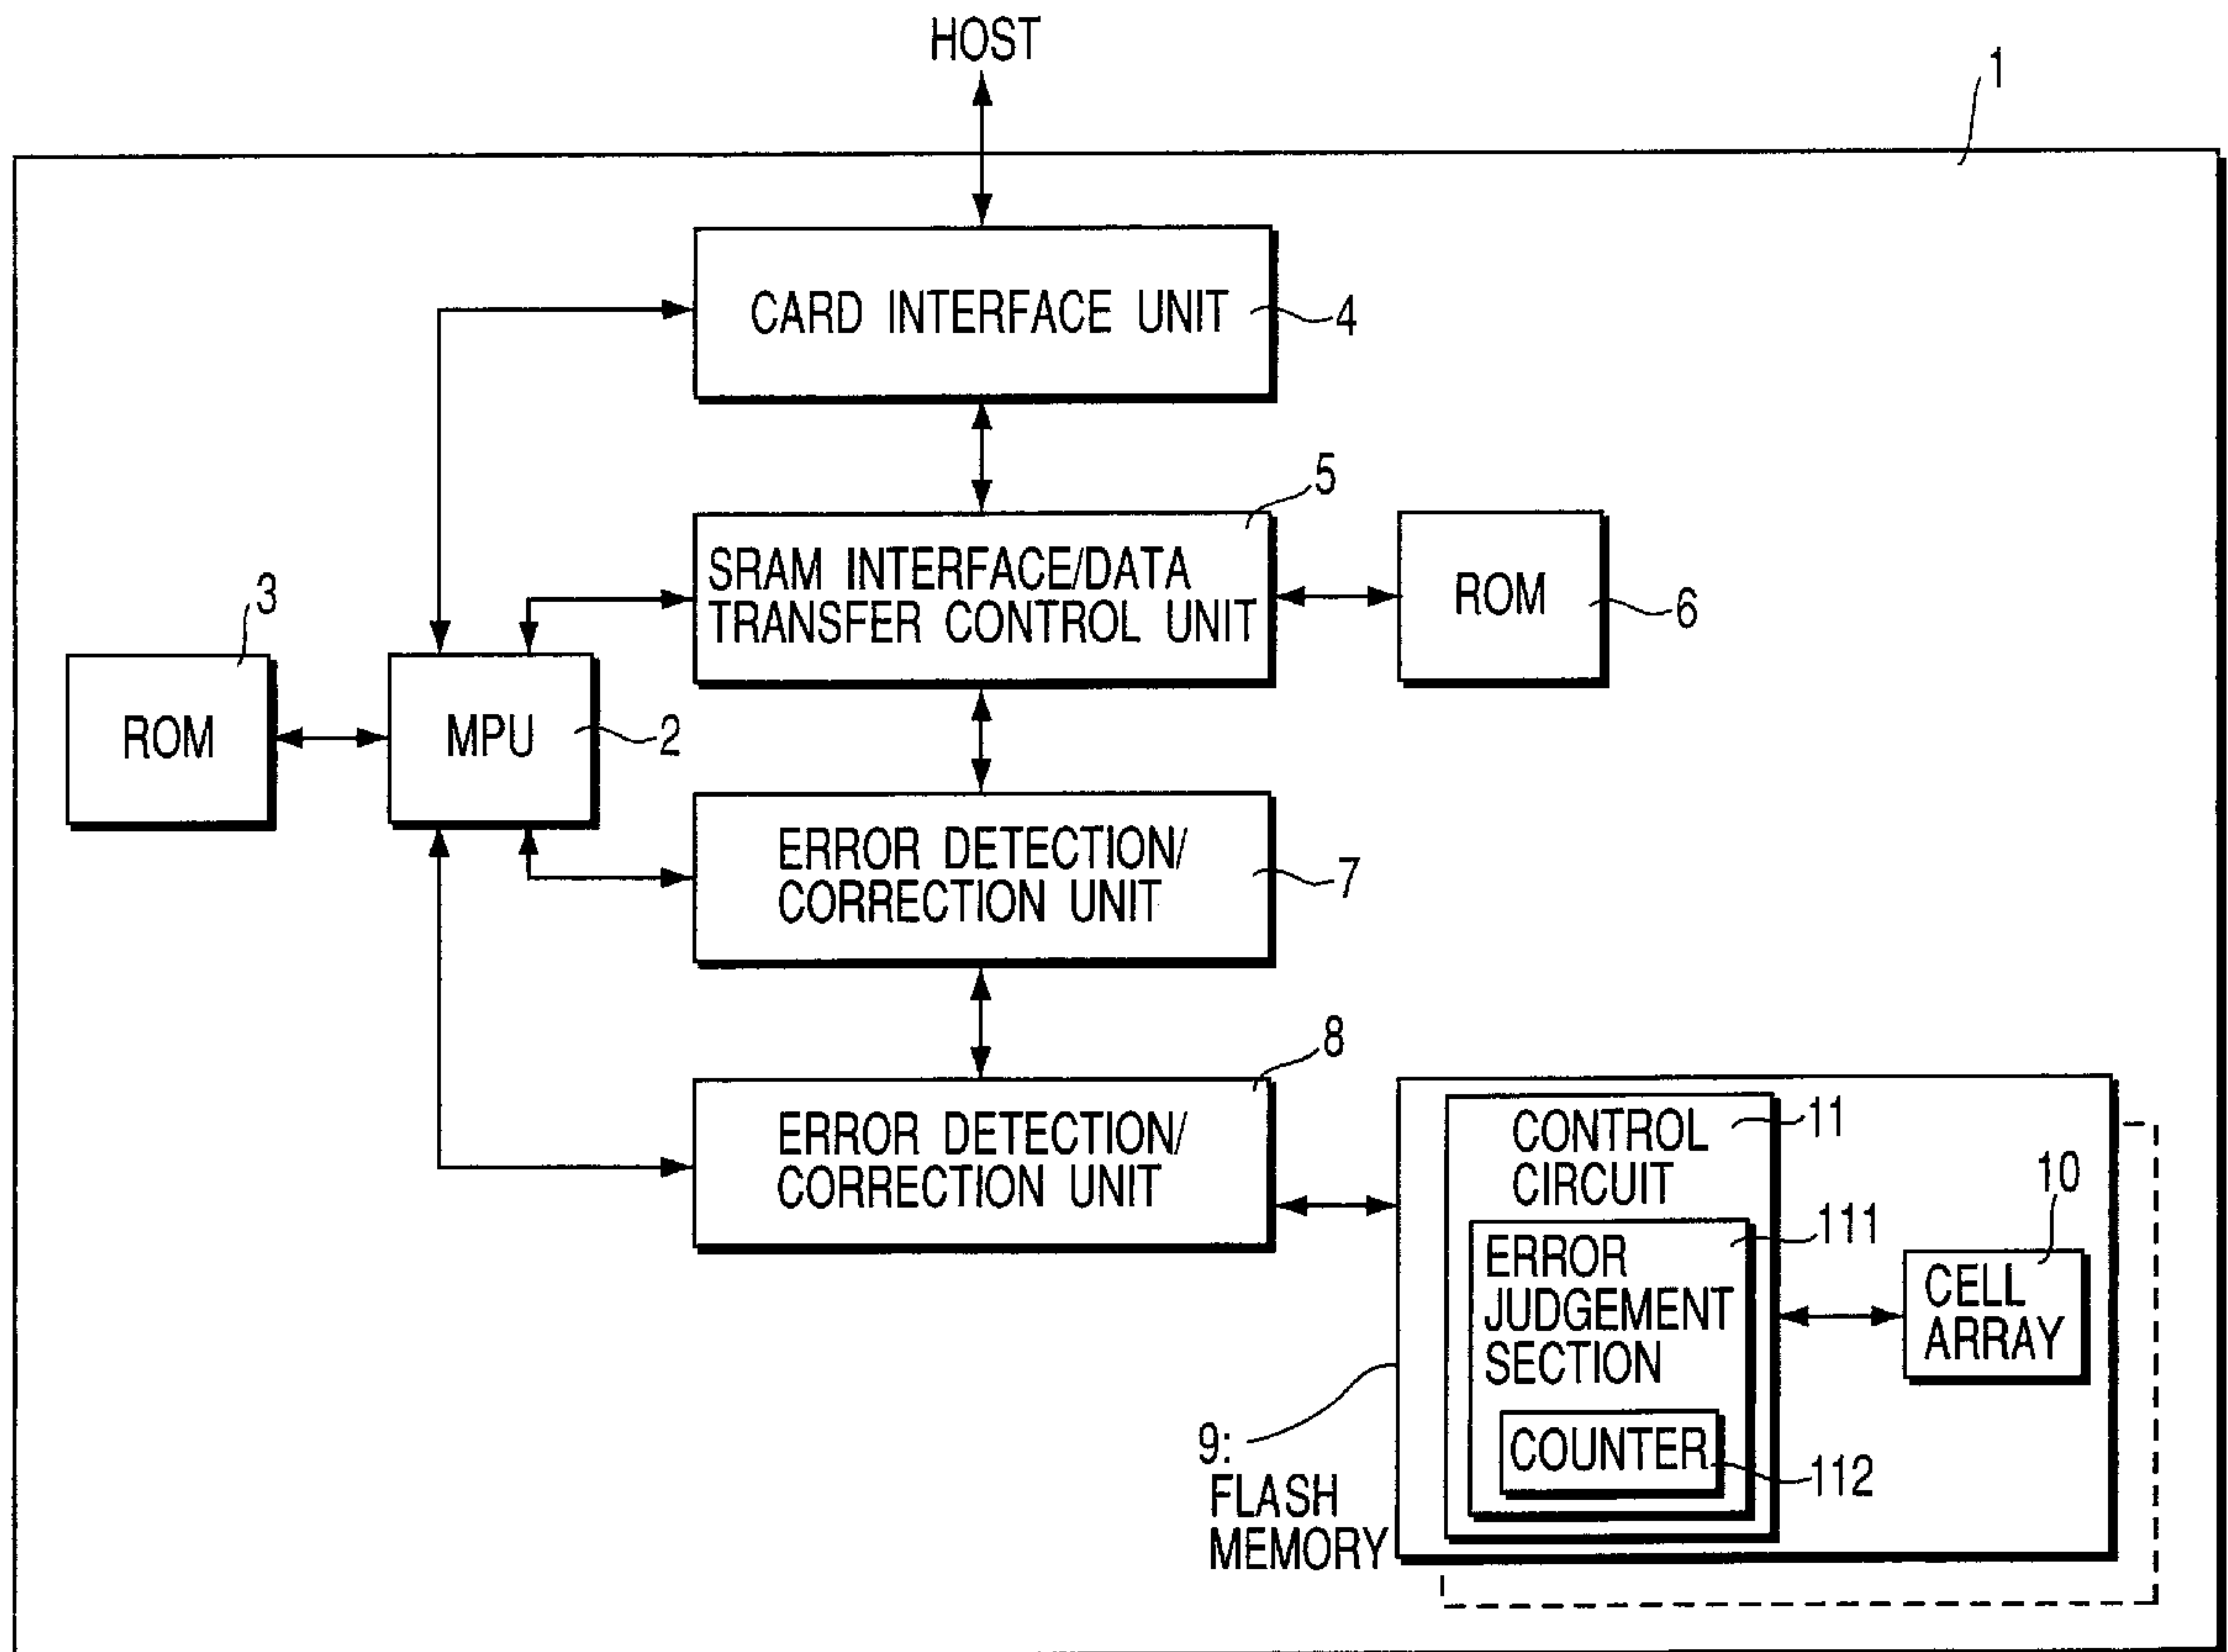 HOST
1
CARD INTERFACE UNIT
4
5
SRAM INTERFACE/DATA
TRANSFER CONTROL UNIT
ROM
6
3
ROM
MPU
2
ERROR DETECTION/
CORRECTION UNIT
7
8
ERROR DETECTION/
CORRECTION UNIT
CONTROL
CIRCUIT
11
111
10
ERROR
JUDGEMENT
SECTION
CELL
ARRAY
COUNTER
112
9:
FLASH
MEMORY